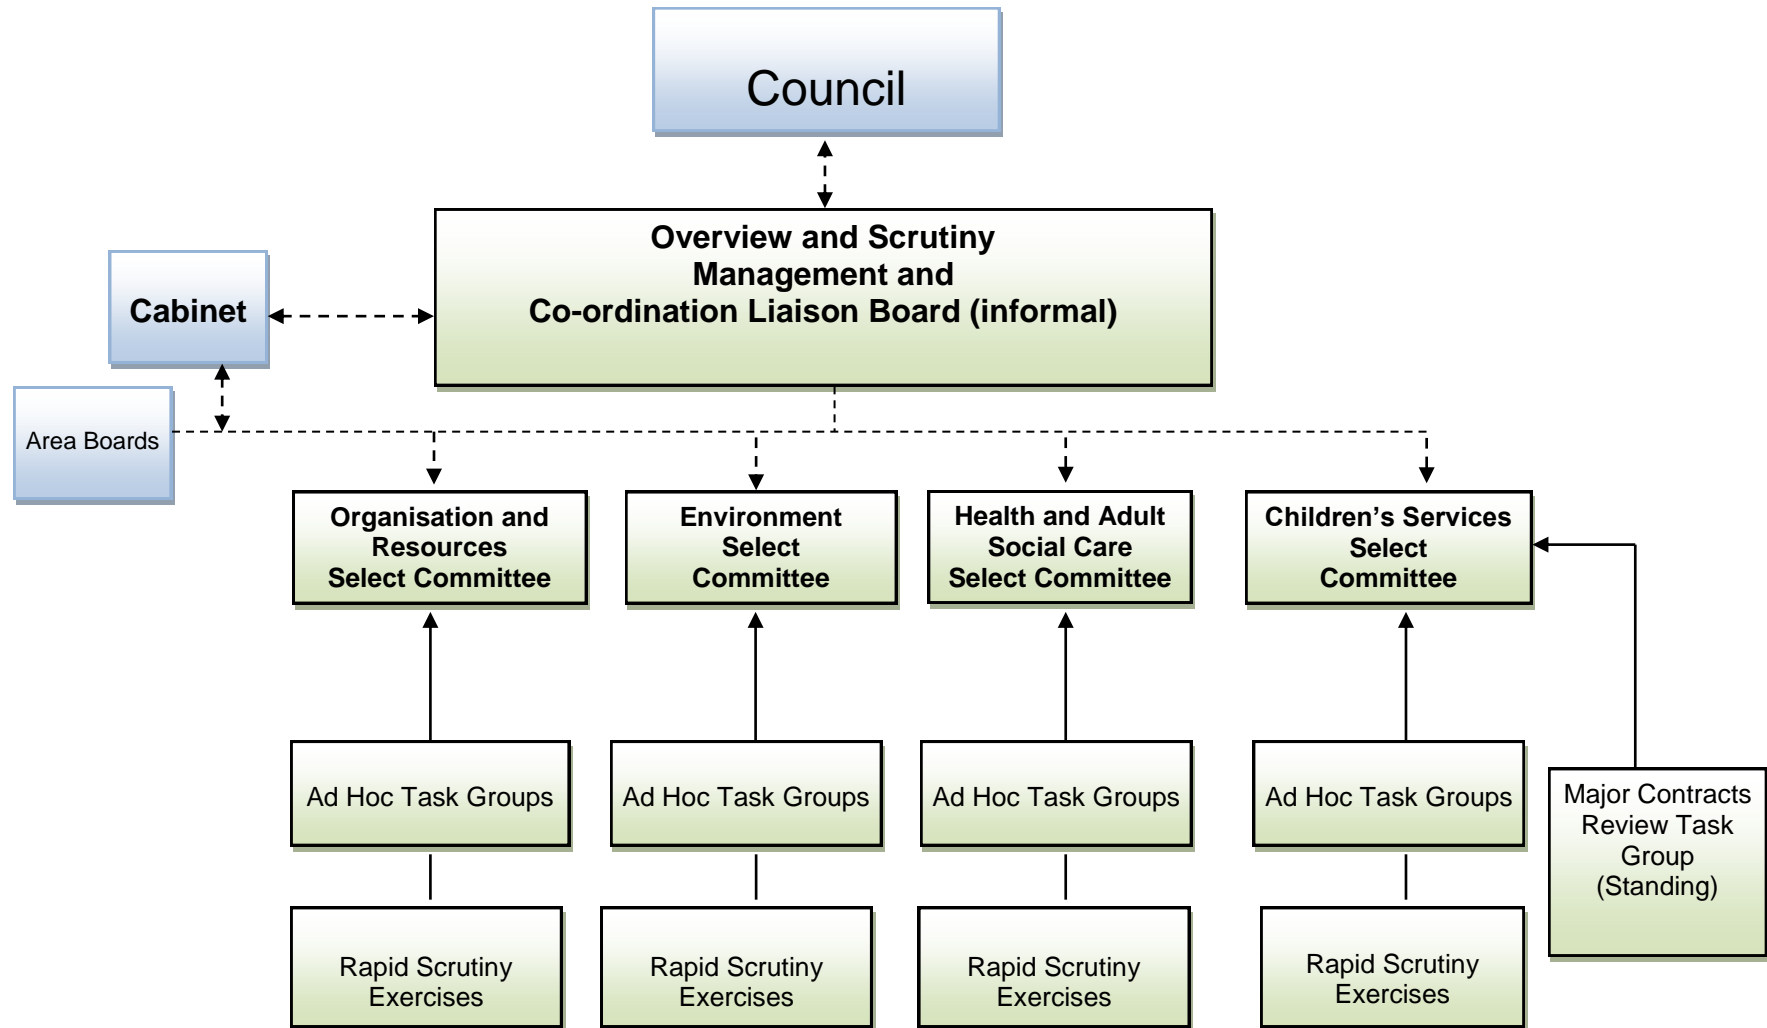 Council
Overview and Scrutiny
Management and
Co-ordination Liaison Board (informal)
Cabinet
Area Boards
Organisation and
Resources
Select Committee
Environment
Select
Committee
Health and Adult
Social Care
Select Committee
Children’s Services
Select
Committee
Ad Hoc Task Groups
Ad Hoc Task Groups
Ad Hoc Task Groups
Ad Hoc Task Groups
Major Contracts
Review Task
Group
(Standing)
Rapid Scrutiny
Exercises
Rapid Scrutiny
Exercises
Rapid Scrutiny
Exercises
Rapid Scrutiny
Exercises